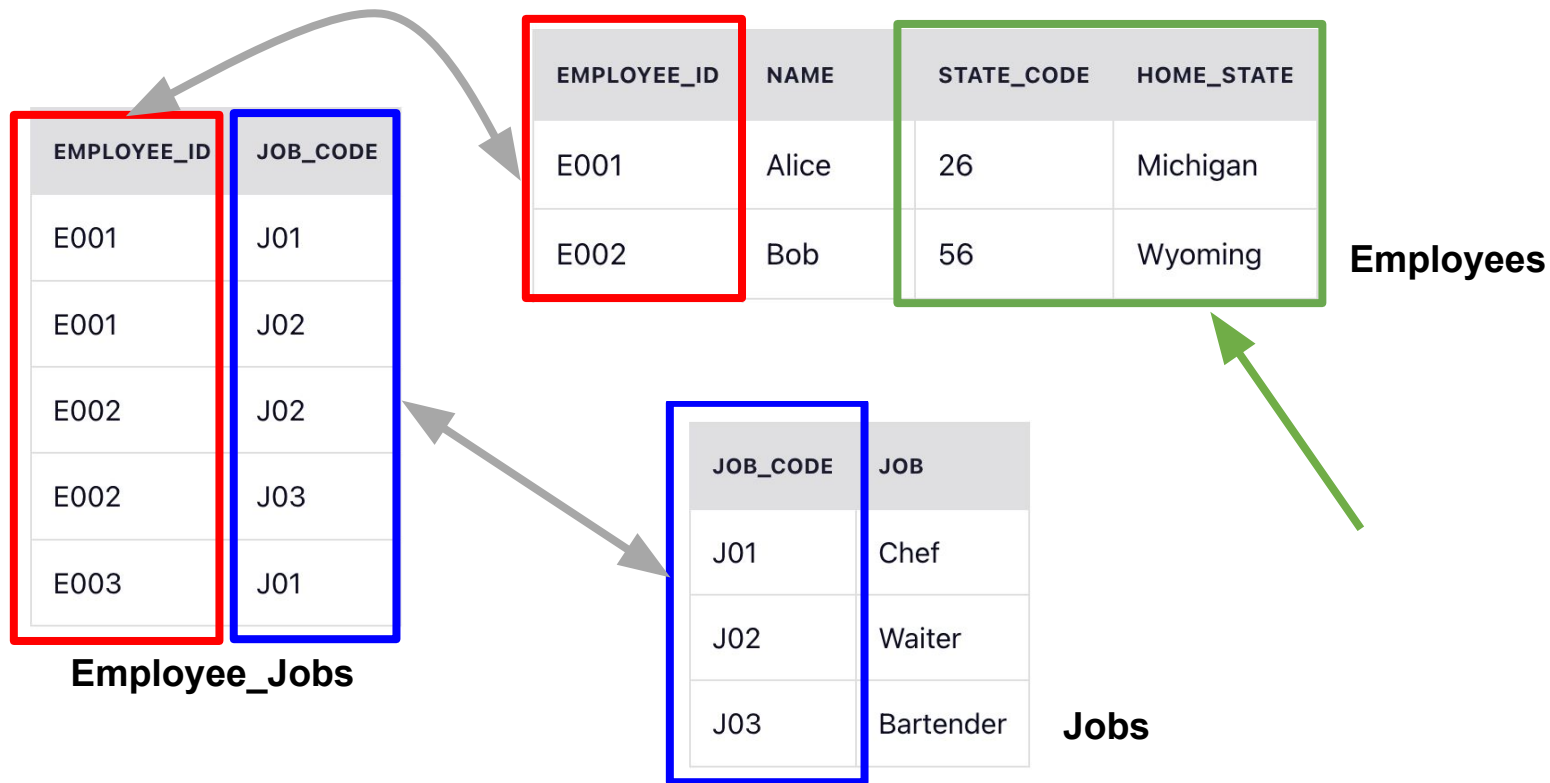 EMPLOYEE_ID NAME STATE_CODE HOME_STATE
E001 Alice 26 Michigan
E002 Bob 56 Wyoming
Employees
EMPLOYEE_ID JOB_CODE
E001 J01
E001 J02
E002 J02
E002 J03
E003 J01
Employee_Jobs
JOB_CODE JOB
J01 Chef
J02 Waiter
J03 Bartender
Jobs